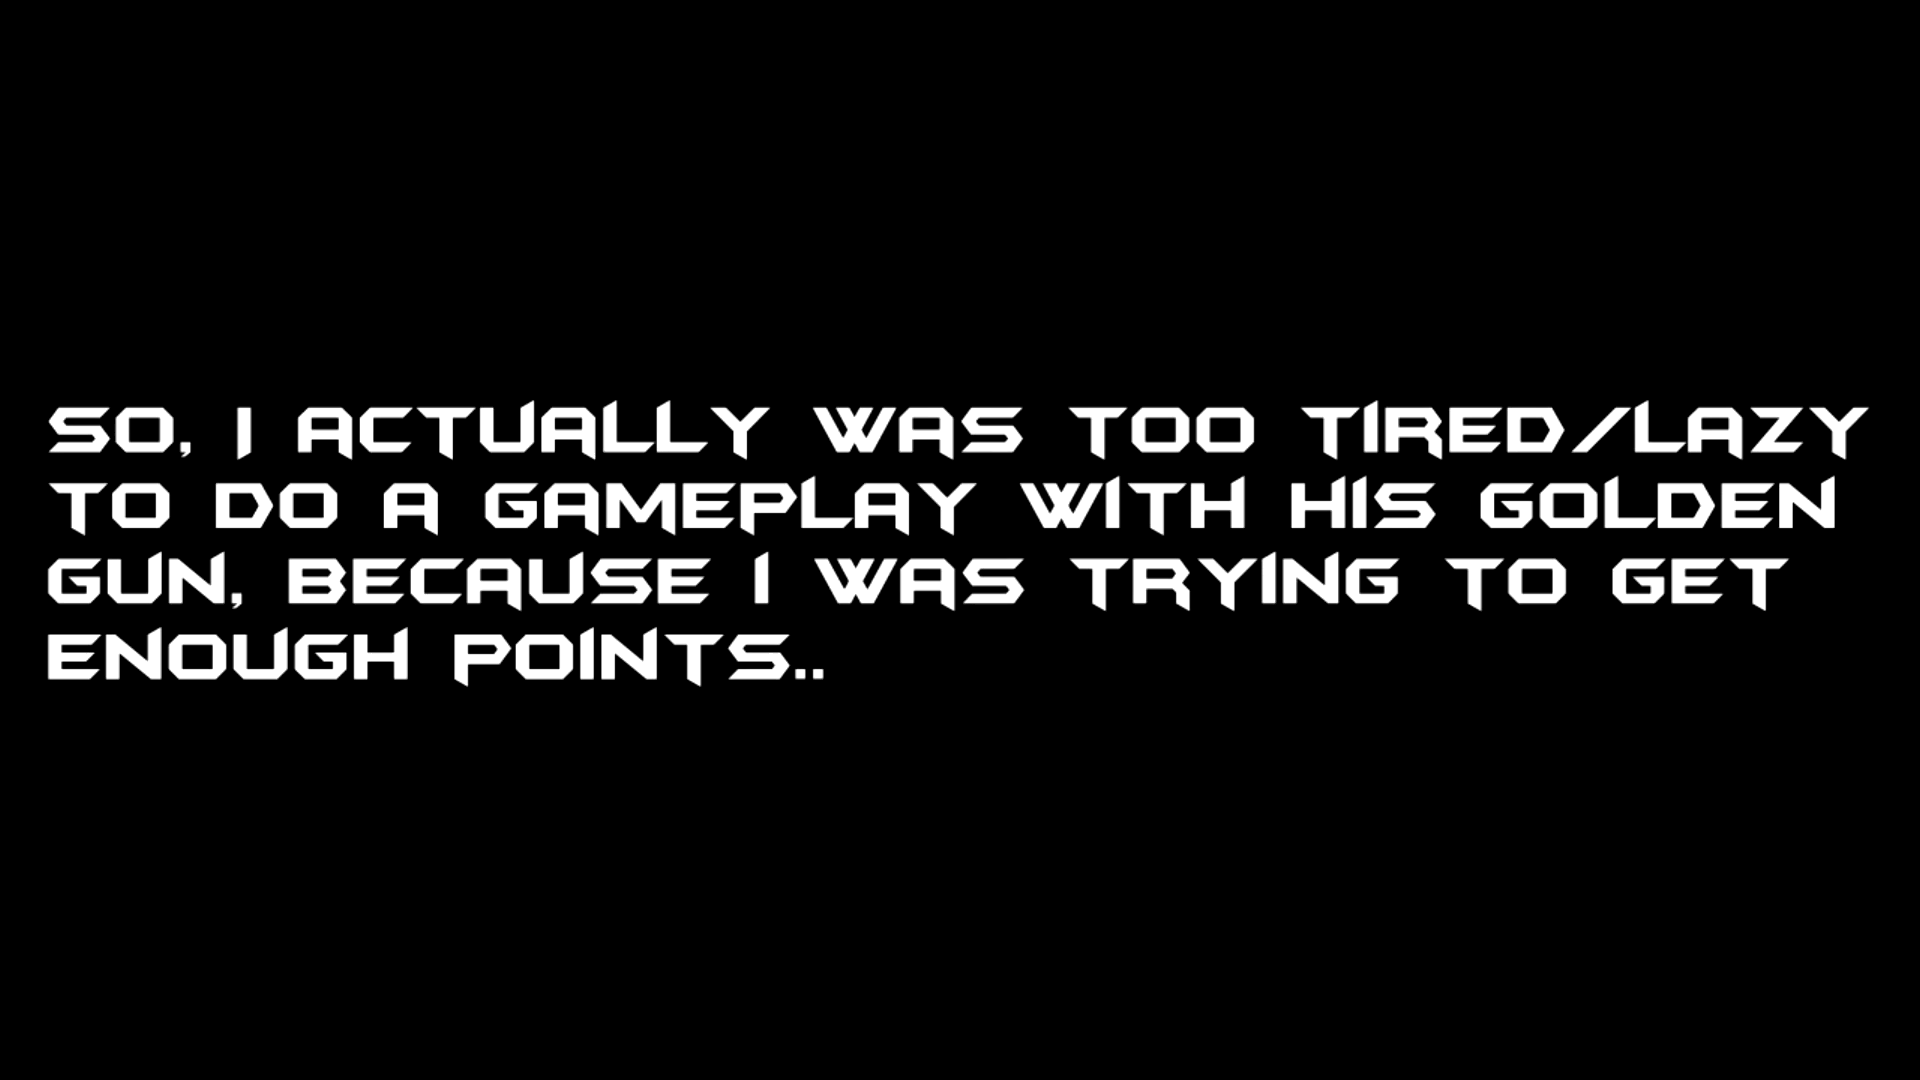 SO, I ACTUALLY WAS TOO TIRED/LAZY
TO DO A GAMEPLAY WITH HIS GOLDEN
GUN, BECAUSE I WAS TRYING TO GET
ENOUGH POINTS..